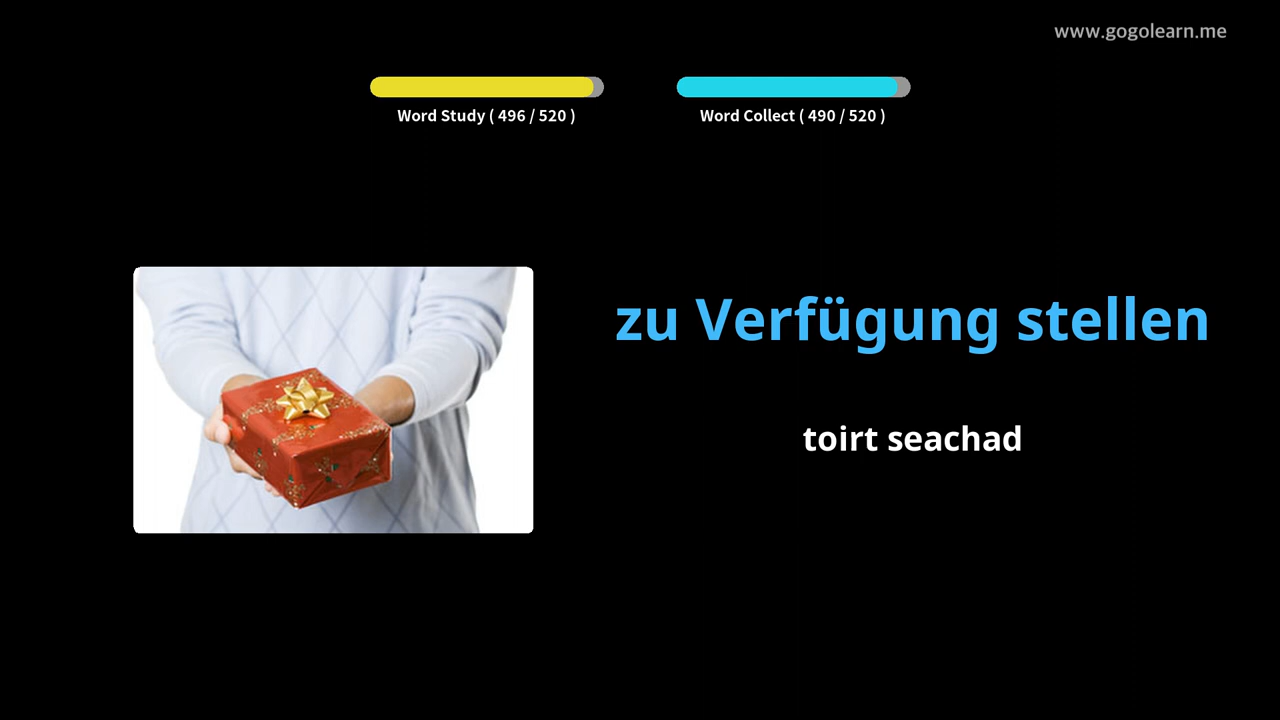 www.gogolearn.me
Word Study ( 496 / 520 )
Word Collect ( 490 / 520 )
zu Verfügung stellen
toirt seachad